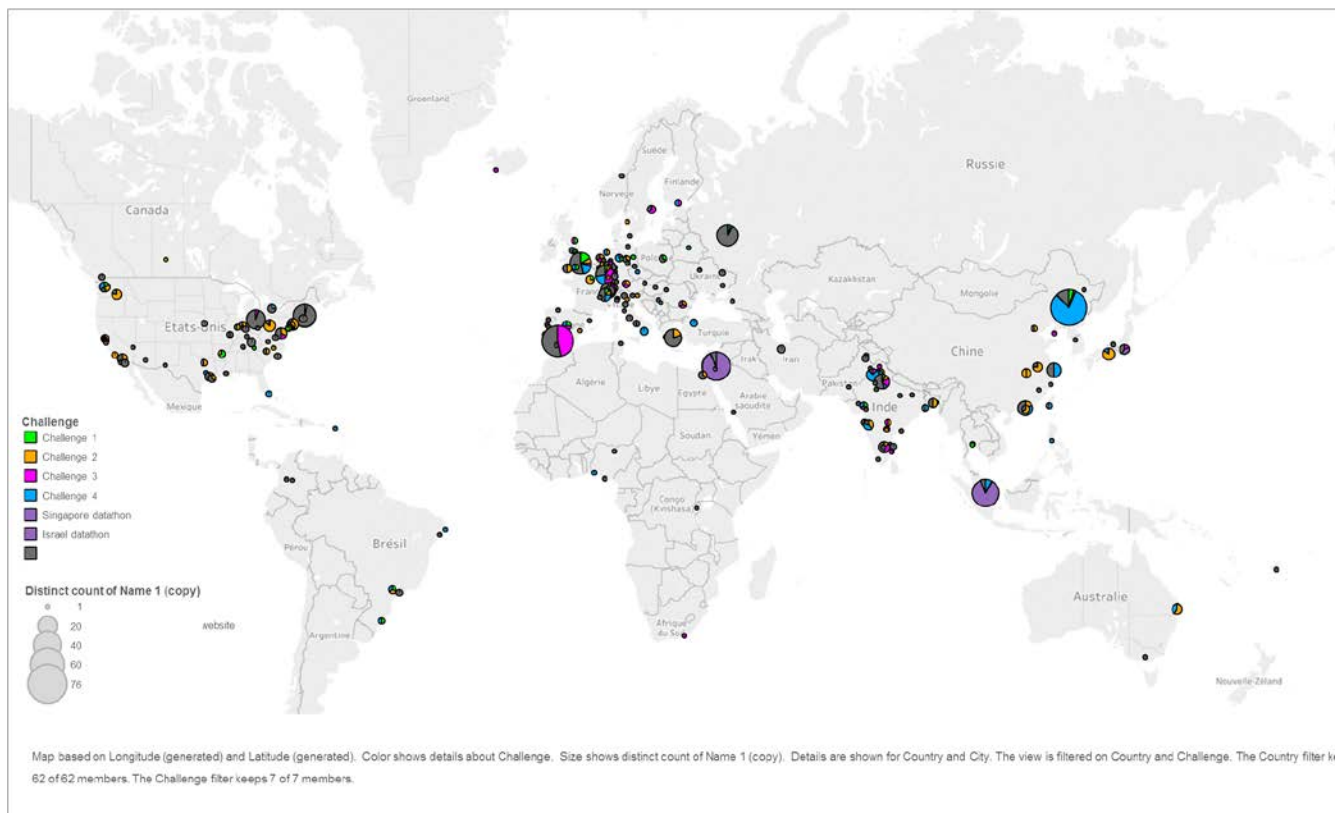 Groenland
Russie
Suède
Finlande
Norvège
Canada
Ukraine
France
Kazakhstan
Mongolie
Etats-Unis
Turquie
Chine
Irak
Iran
Algérie
Libye
Egypte
Pakistan
Arabie
saoudite
Mexique
Inde
Soudan
Yémen
Challenge
Challenge 1
Challenge 2
Challenge 3
Challenge 4
Singapore datathon
Israel datathon
Congo
(Kinshasa)
Brésil
Pérou
Australie
Distinct count of Name 1 (copy)
1
20
40
60
76
website
Argentine
Afrique
Nouvelle-Zéland
Map based on Longitude (generated) and Latitude (generated). Color shows details about Challenge. Size shows distinct count of Name 1 (copy). Details are shown for Country and City. The view is filtered on Country and Challenge. The Country filter ke
62 of 62 members. The Challenge filter keeps 7 of 7 members.